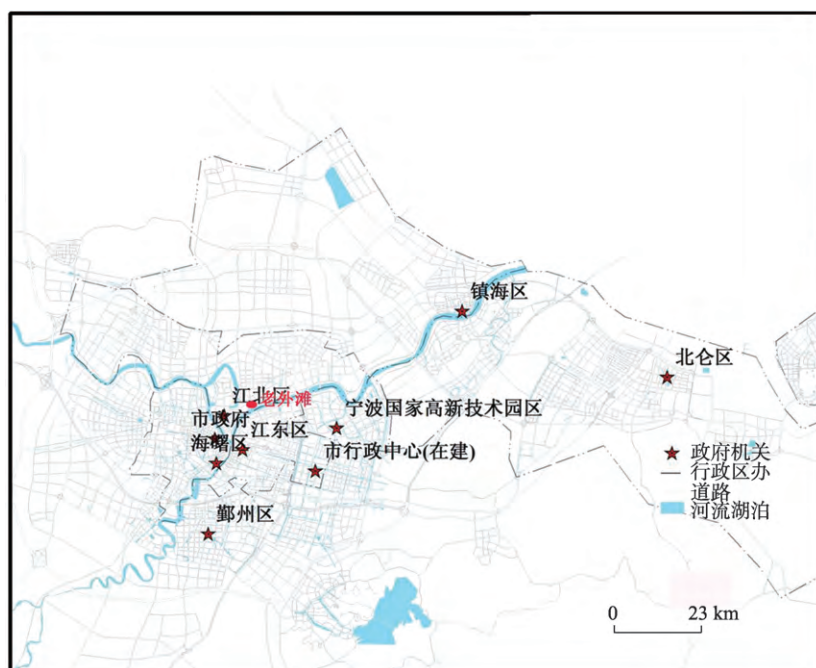 镇海区
北仑区
江北区
老外滩
宁波国家高新技术园区
市政府
江东区
海曙区
市行政中心(在建)
鄞州区
政府机关
行政区办
道路
河流湖泊
0 23 km